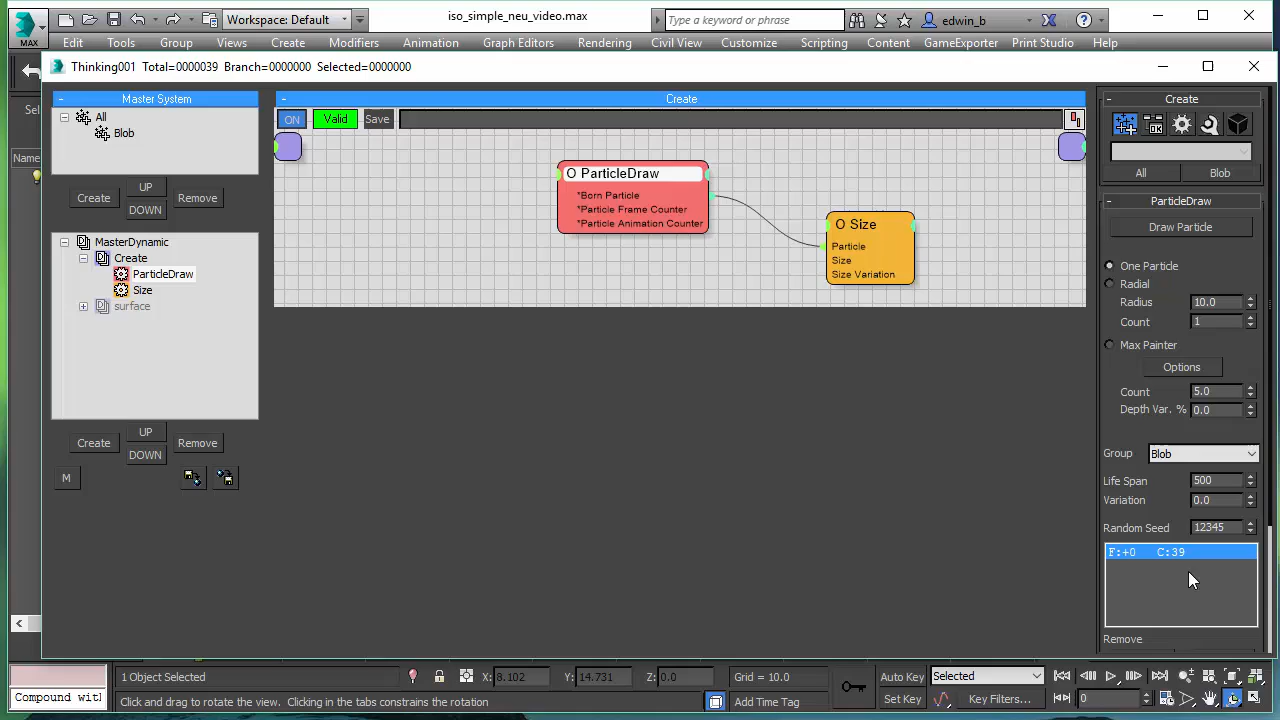 MAX
Workspace: Default
iso_simple_neu_video.max
Type a keyword or phrase
edwin_b
Edit Tools Group Views Create Modifiers Animation Graph Editors Rendering Civil View Customize Scripting Content GameExporter Print Studio Help
Thinking001 Total=0000039 Branch=0000000 Selected=0000000
Sel
Name
- Master System
All
Blob
Create UP DOWN Remove
MasterDynamic
Create
ParticleDraw
Size
surface
Create UP DOWN Remove
M
- Create
ON Valid Save
O ParticleDraw
*Born Particle
*Particle Frame Counter
*Particle Animation Counter
O Size
Particle
Size
Size Variation
- Create
All Blob
- ParticleDraw
Draw Particle
One Particle
Radial
Radius 10.0
Count 1
Max Painter
Options
Count 5.0
Depth Var. % 0.0
Group Blob
Life Span 500
Variation 0.0
Random Seed 12345
F:+0 C:39
Remove
1 Object Selected
X: 8.102 Y: 14.731 Z: 0.0
Grid = 10.0
Auto Key Selected
Compound witl
Click and drag to rotate the view. Clicking in the tabs constrains the rotation
Add Time Tag
Set Key Key Filters... 0